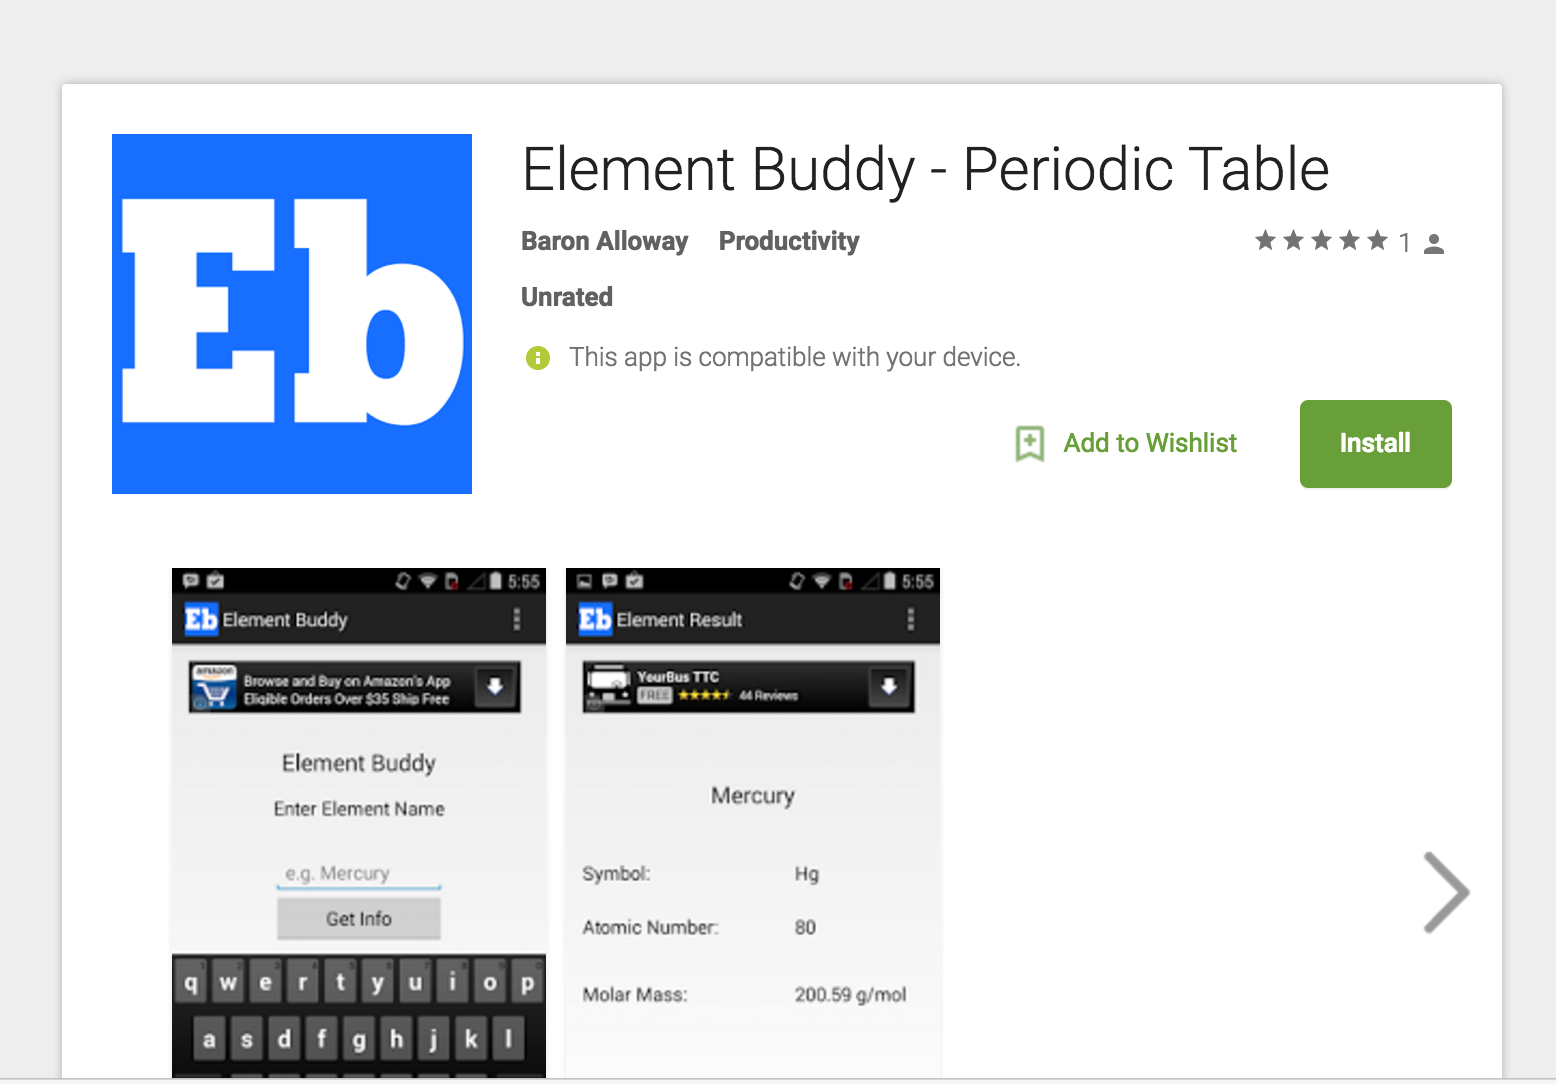 Eb
Element Buddy - Periodic Table
Baron Alloway Productivity
1
Unrated
This app is compatible with your device.
Add to Wishlist
Install
5:55
Eb Element Buddy
amazon
Browse and Buy on Amazon's App
Eligible Orders Over $35 Ship Free
Element Buddy
Enter Element Name
e.g. Mercury
Get Info
q w e r t y u i o p
a s d f g h j k l
5:55
Eb Element Result
YourBus TTC
FREE 44 Reviews
Mercury
Symbol: Hg
Atomic Number: 80
Molar Mass: 200.59 g/mol